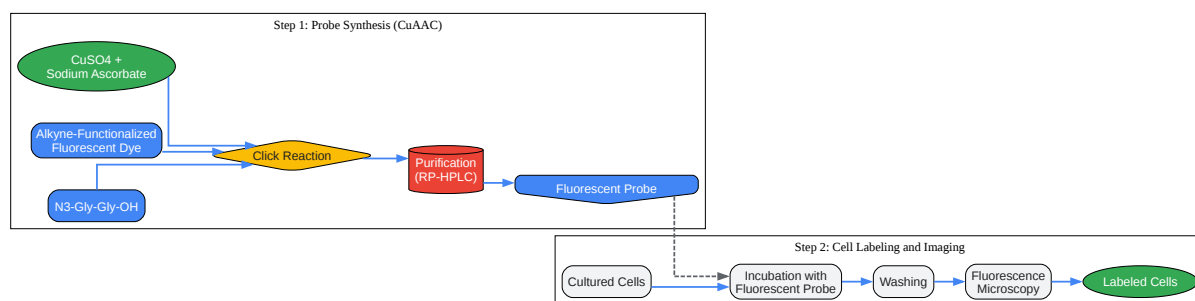 Step 1: Probe Synthesis (CuAAC)
CuSO4 +
Sodium Ascorbate
Alkyne-Functionalized
Fluorescent Dye
N3-Gly-Gly-OH
Click Reaction
Purification
(RP-HPLC)
Fluorescent Probe
Step 2: Cell Labeling and Imaging
Cultured Cells
Incubation with
Fluorescent Probe
Washing
Fluorescence
Microscopy
Labeled Cells